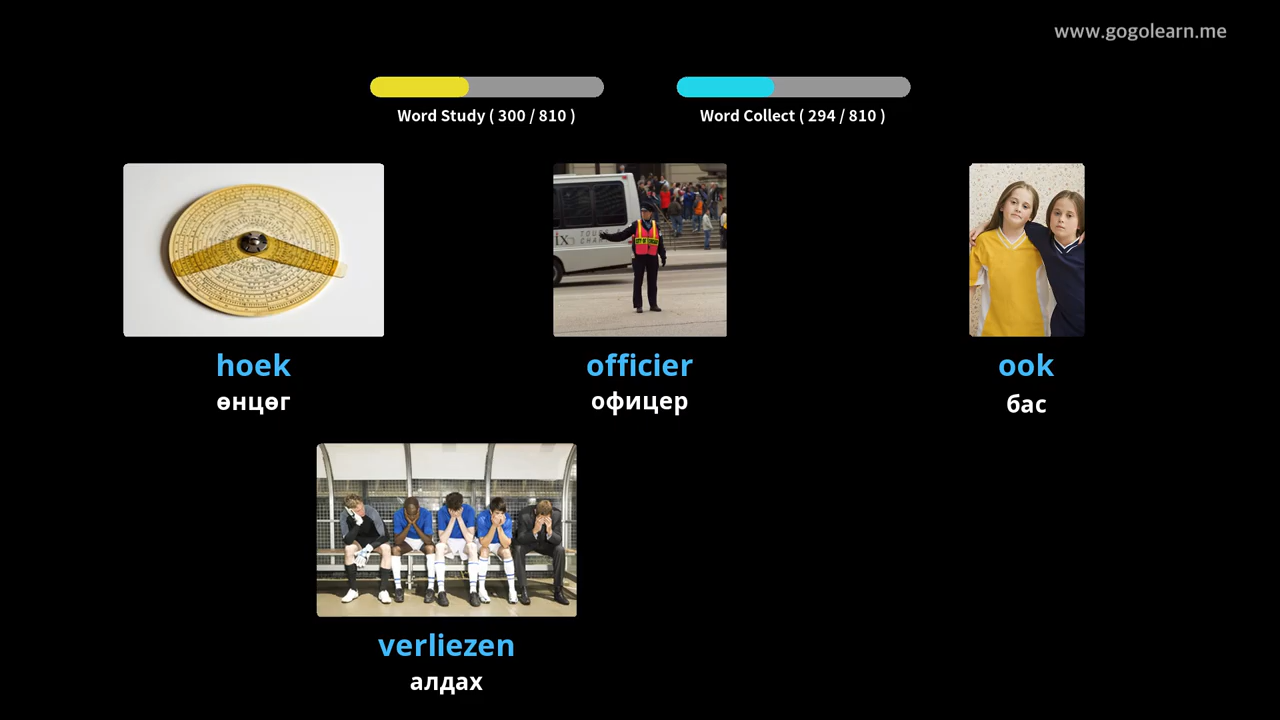 www.gogolearn.me
Word Study ( 300 / 810 )
Word Collect ( 294 / 810 )
hoek
өнцөг
officier
офицер
ook
бас
verliezen
алдах